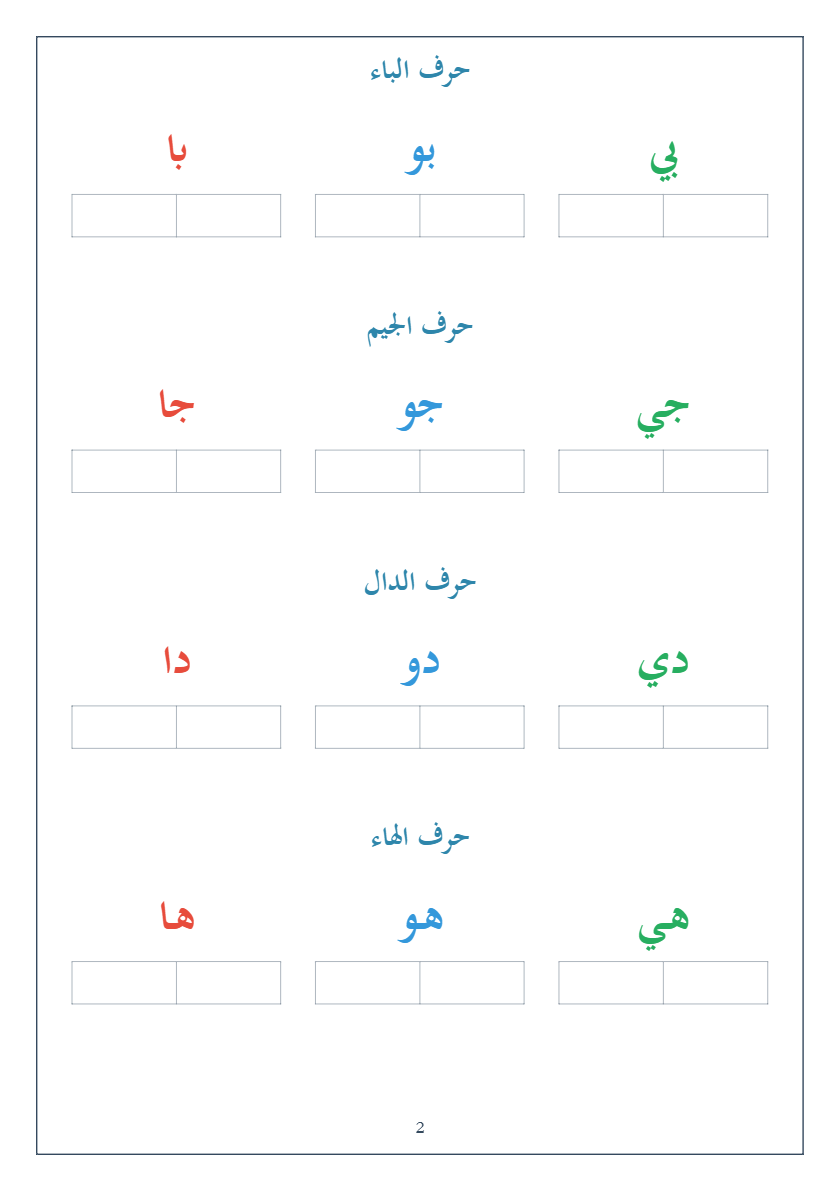 حرف الباء
بي بو با
حرف الجيم
جي جو جا
حرف الدال
دي دو دا
حرف الهاء
هي هو ها
2